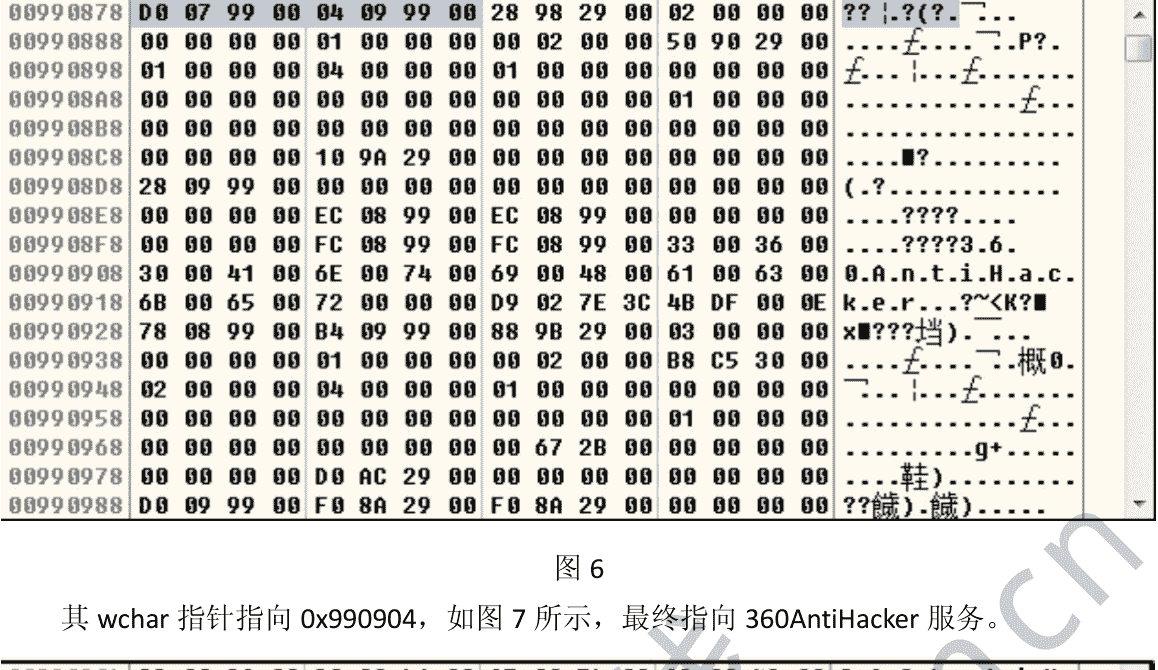 00990878 D0 07 99 00 04 09 99 00 28 98 29 00 02 00 00 00 ?? ¦.?(?.¬...
00990888 00 00 00 00 01 00 00 00 00 02 00 00 50 90 29 00 ....£....¬..P?.
00990898 01 00 00 00 04 00 00 00 01 00 00 00 00 00 00 00 £...¦...£.......
009908A8 00 00 00 00 00 00 00 00 00 00 00 00 01 00 00 00 ............£...
009908B8 00 00 00 00 00 00 00 00 00 00 00 00 00 00 00 00 ................
009908C8 00 00 00 00 10 9A 29 00 00 00 00 00 00 00 00 00 ....■?.........
009908D8 28 09 99 00 00 00 00 00 00 00 00 00 00 00 00 00 (.?............
009908E8 00 00 00 00 EC 08 99 00 EC 08 99 00 00 00 00 00 ....????....
009908F8 00 00 00 00 FC 08 99 00 FC 08 99 00 33 00 36 00 ....????3.6.
00990908 30 00 41 00 6E 00 74 00 69 00 48 00 61 00 63 00 0.A.n.t.i.H.a.c.
00990918 6B 00 65 00 72 00 00 00 D9 02 7E 3C 4B DF 00 0E k.e.r...?~<K?■
00990928 78 08 99 00 B4 09 99 00 88 9B 29 00 03 00 00 00 x■???垱).¬...
00990938 00 00 00 00 01 00 00 00 00 02 00 00 B8 C5 30 00 ....£....¬..概0.
00990948 02 00 00 00 04 00 00 00 01 00 00 00 00 00 00 00 ¬...¦...£.......
00990958 00 00 00 00 00 00 00 00 00 00 00 00 01 00 00 00 ............£...
00990968 00 00 00 00 00 00 00 00 00 67 2B 00 00 00 00 00 .........g+.....
00990978 00 00 00 00 D0 AC 29 00 00 00 00 00 00 00 00 00 ....鞋).........
00990988 D0 09 99 00 F0 8A 29 00 F0 8A 29 00 00 00 00 00 ??饑).饑).....
图 6
其 wchar 指针指向 0x990904，如图 7 所示，最终指向 360AntiHacker 服务。